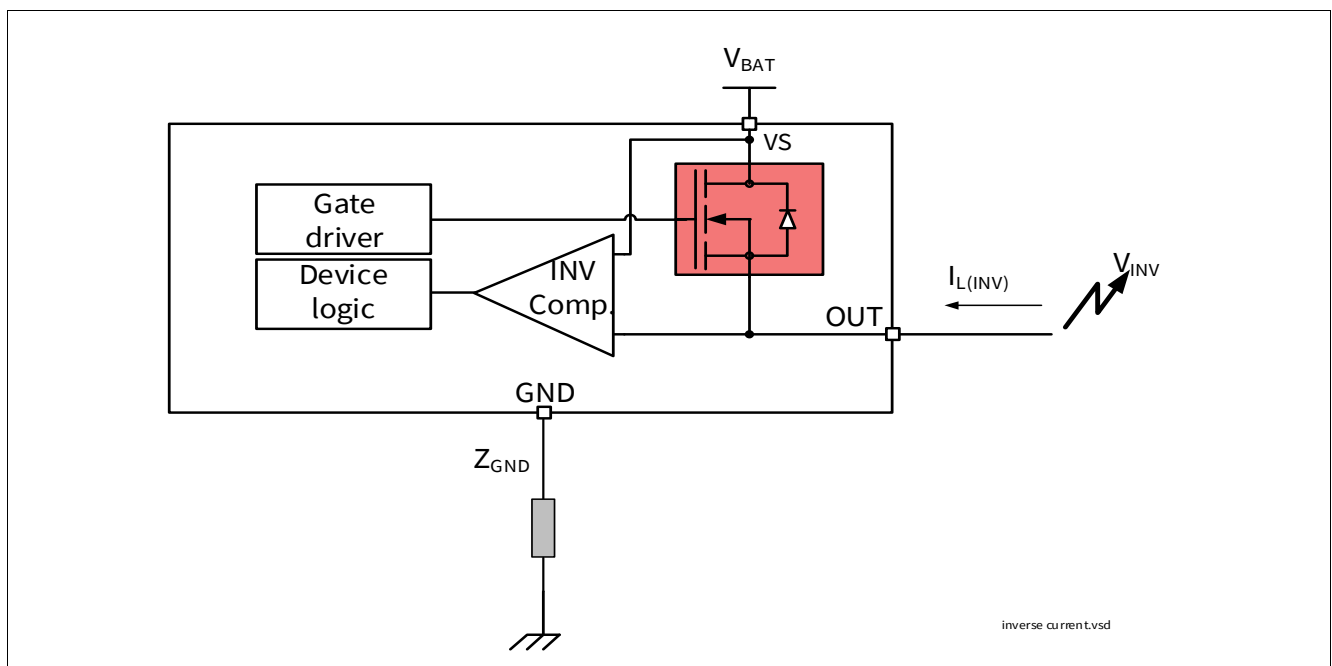 VBAT
VS
Gate
driver
Device
logic
INV
Comp.
IL(INV)
VINV
OUT
GND
ZGND
inverse current.vsd